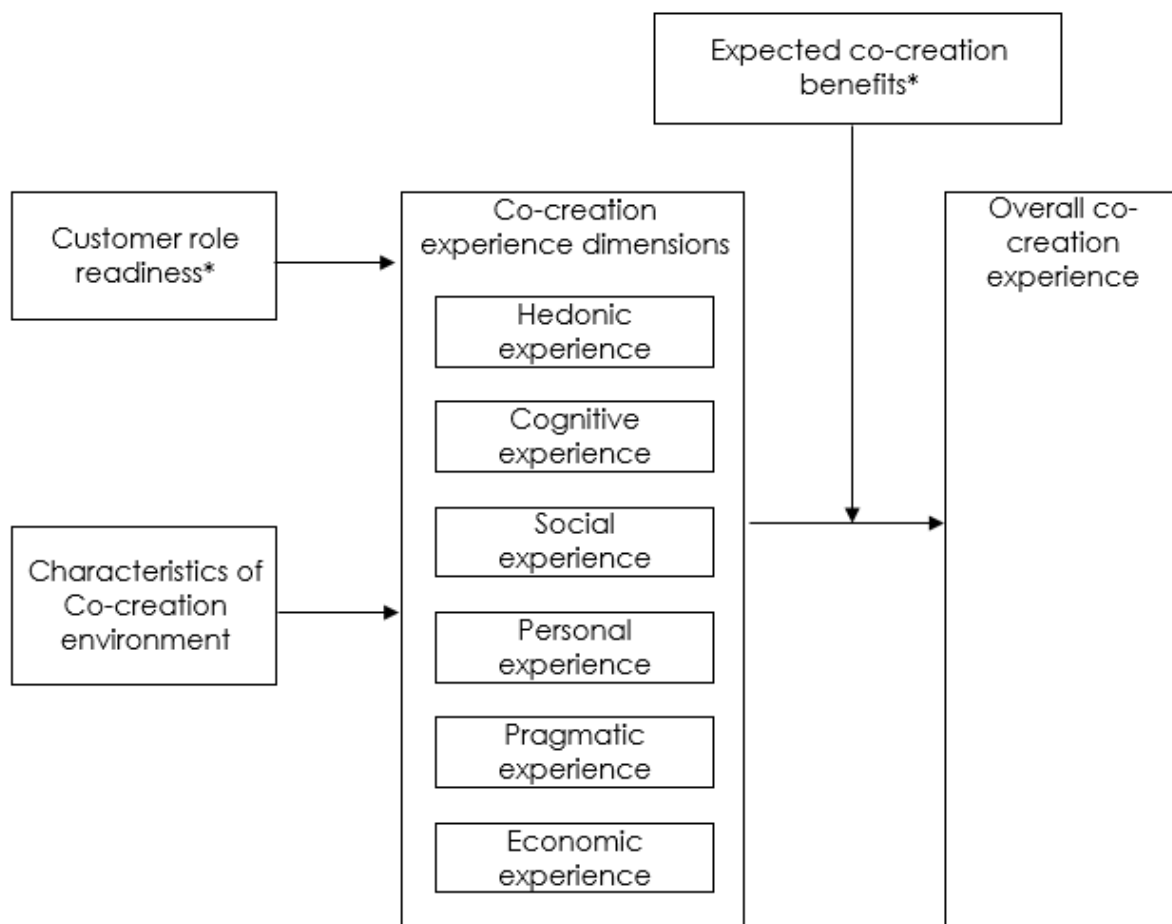 Expected co-creation
benefits*
Customer role
readiness*
Co-creation
experience dimensions
Overall co-
creation
experience
Hedonic
experience
Cognitive
experience
Social
experience
Characteristics of
Co-creation
environment
Personal
experience
Pragmatic
experience
Economic
experience